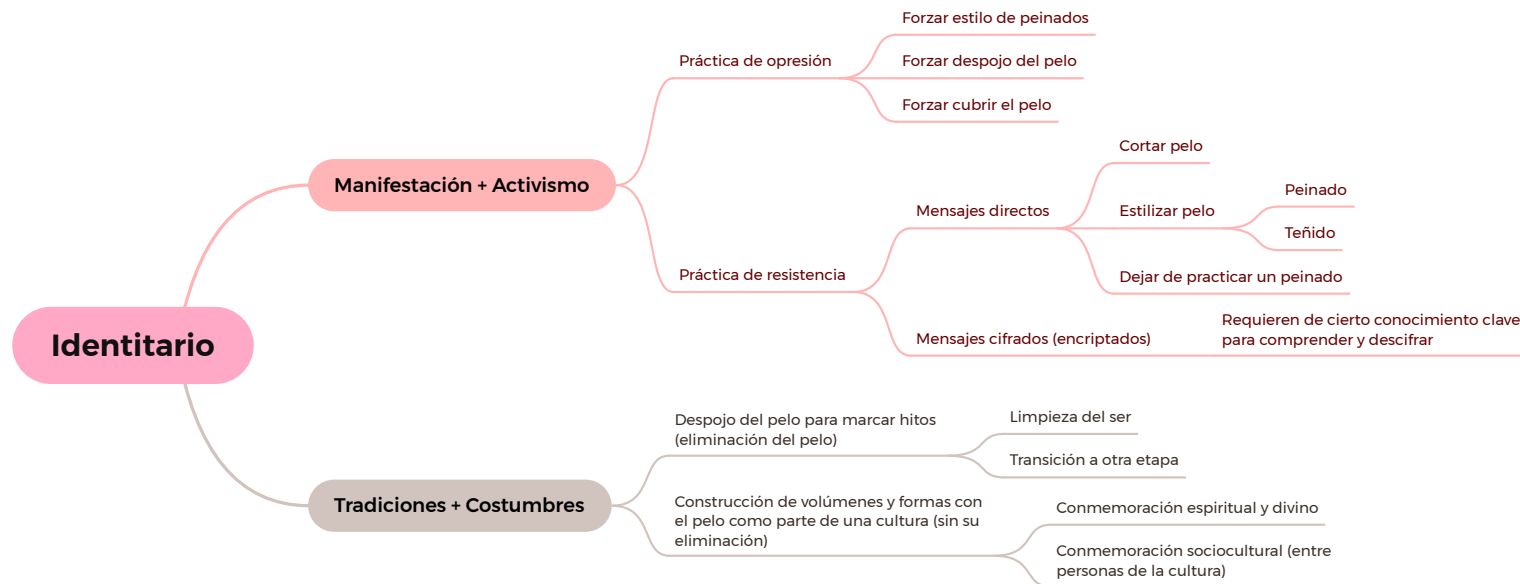 Identitario
Manifestación + Activismo
Práctica de opresión
Forzar estilo de peinados
Forzar despojo del pelo
Forzar cubrir el pelo
Práctica de resistencia
Mensajes directos
Cortar pelo
Estilizar pelo
Peinado
Teñido
Dejar de practicar un peinado
Mensajes cifrados (encriptados)
Requieren de cierto conocimiento clave
para comprender y descifrar
Tradiciones + Costumbres
Despojo del pelo para marcar hitos
(eliminación del pelo)
Limpieza del ser
Transición a otra etapa
Construcción de volúmenes y formas con
el pelo como parte de una cultura (sin su
eliminación)
Conmemoración espiritual y divino
Conmemoración sociocultural (entre
personas de la cultura)